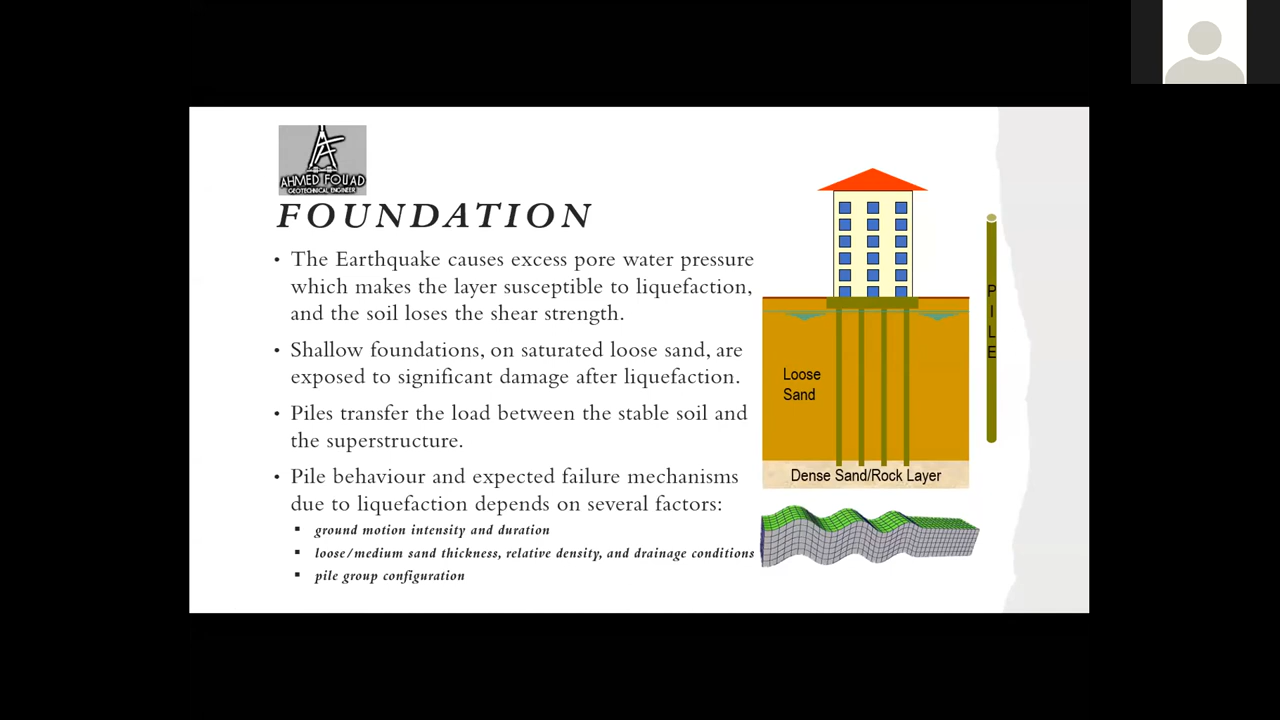 AHMED FOUAD
GEOTECHNICAL ENGINEER
FOUNDATION
• The Earthquake causes excess pore water pressure
which makes the layer susceptible to liquefaction,
and the soil loses the shear strength.
• Shallow foundations, on saturated loose sand, are
exposed to significant damage after liquefaction.
• Piles transfer the load between the stable soil and
the superstructure.
• Pile behaviour and expected failure mechanisms
due to liquefaction depends on several factors:
▪ ground motion intensity and duration
▪ loose/medium sand thickness, relative density, and drainage conditions
▪ pile group configuration
Loose
Sand
Dense Sand/Rock Layer
PILE